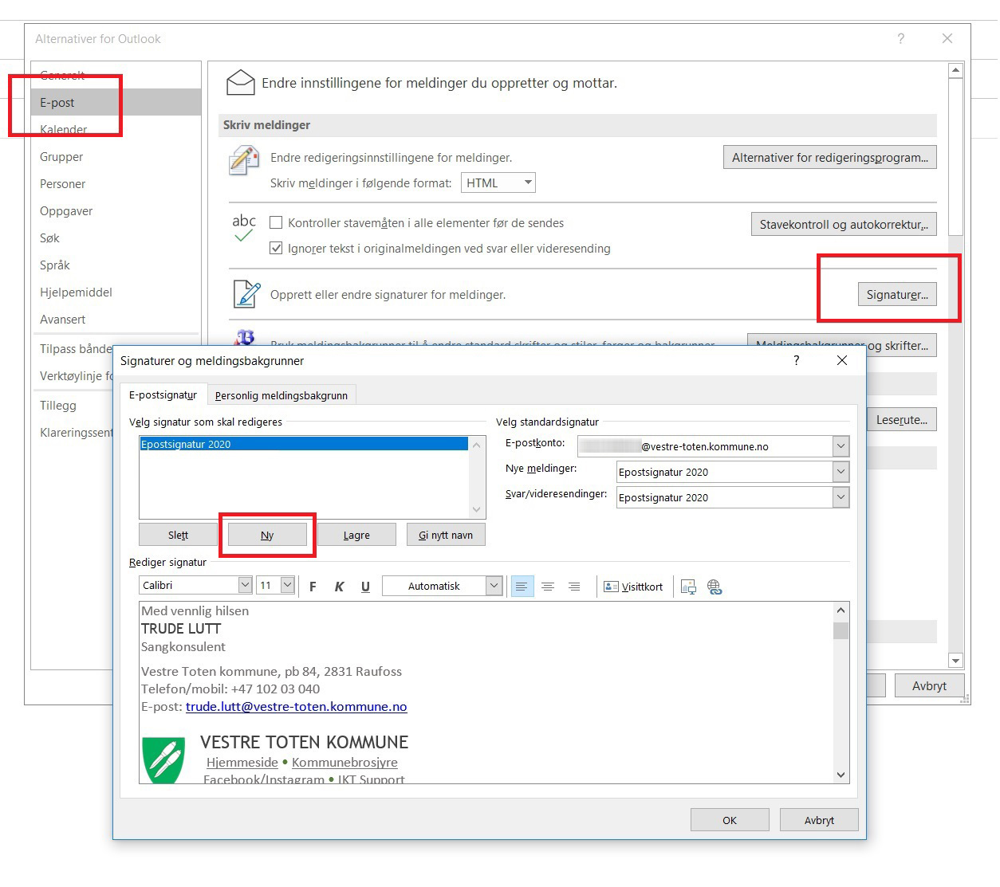 Alternativer for Outlook
?
Generelt
E-post
Kalender
Grupper
Personer
Oppgaver
Søk
Språk
Hjelpemiddel
Avansert
Tilpass bånde
Verktøylinje fo
Tillegg
Klareringssent
Endre innstillingene for meldinger du oppretter og mottar.
Skriv meldinger
Endre redigeringsinnstillingene for meldinger.
Alternativer for redigeringsprogram...
Skriv meldinger i følgende format: HTML
abc
Kontroller stavemåten i alle elementer før de sendes
Stavekontroll og autokorrektur...
Ignorer tekst i originalmeldingen ved svar eller videresending
Opprett eller endre signaturer for meldinger.
Signaturer...
Bruk meldingsbakgrunner til å endre standard skrifter og stiler, farger og bakgrunner.
Meldingsbakgrunner og skrifter...
Leserute...
Avbryt
Signaturer og meldingsbakgrunner
?
E-postsignatur
Personlig meldingsbakgrunn
Velg signatur som skal redigeres
Epostsignatur 2020
Slett
Ny
Lagre
Gi nytt navn
Velg standardsignatur
E-postkonto: @vestre-toten.kommune.no
Nye meldinger: Epostsignatur 2020
Svar/videresendinger: Epostsignatur 2020
Rediger signatur
Calibri 11 F K U Automatisk Visittkort
Med vennlig hilsen
TRUDE LUTT
Sangkonsulent
Vestre Toten kommune, pb 84, 2831 Raufoss
Telefon/mobil: +47 102 03 040
E-post: trude.lutt@vestre-toten.kommune.no
VESTRE TOTEN KOMMUNE
Hjemmeside • Kommunebrosjyre
Facebook/Instagram • IKT Support
OK
Avbryt